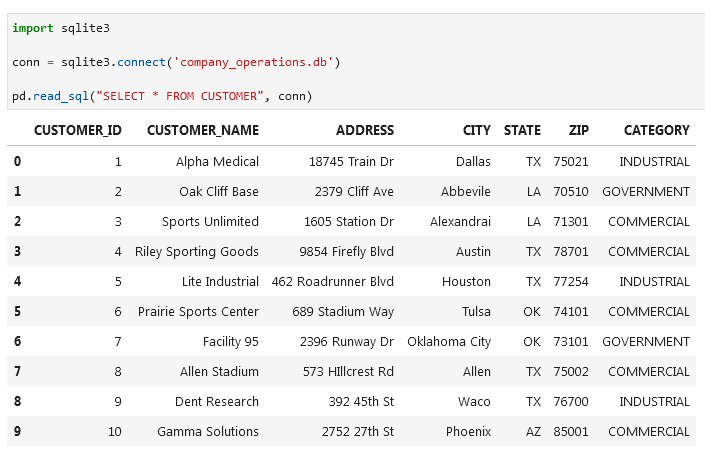 import sqlite3
conn = sqlite3.connect('company_operations.db')
pd.read_sql("SELECT * FROM CUSTOMER", conn)
CUSTOMER_ID CUSTOMER_NAME ADDRESS CITY STATE ZIP CATEGORY
0 1 Alpha Medical 18745 Train Dr Dallas TX 75021 INDUSTRIAL
1 2 Oak Cliff Base 2379 Cliff Ave Abbevile LA 70510 GOVERNMENT
2 3 Sports Unlimited 1605 Station Dr Alexandrai LA 71301 COMMERCIAL
3 4 Riley Sporting Goods 9854 Firefly Blvd Austin TX 78701 COMMERCIAL
4 5 Lite Industrial 462 Roadrunner Blvd Houston TX 77254 INDUSTRIAL
5 6 Prairie Sports Center 689 Stadium Way Tulsa OK 74101 COMMERCIAL
6 7 Facility 95 2396 Runway Dr Oklahoma City OK 73101 GOVERNMENT
7 8 Allen Stadium 573 HIllcrest Rd Allen TX 75002 COMMERCIAL
8 9 Dent Research 392 45th St Waco TX 76700 INDUSTRIAL
9 10 Gamma Solutions 2752 27th St Phoenix AZ 85001 COMMERCIAL